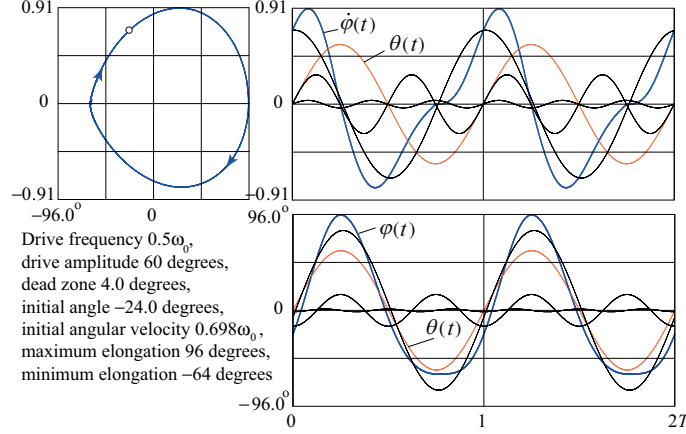 0.91
0
−0.91
−96.0°
0
Drive frequency 0.5ω₀,
drive amplitude 60 degrees,
dead zone 4.0 degrees,
initial angle −24.0 degrees,
initial angular velocity 0.698ω₀,
maximum elongation 96 degrees,
minimum elongation −64 degrees
0.91
φ̇(t)
θ(t)
0
−0.91
96.0°
φ(t)
0
θ(t)
−96.0°
0
1
2T